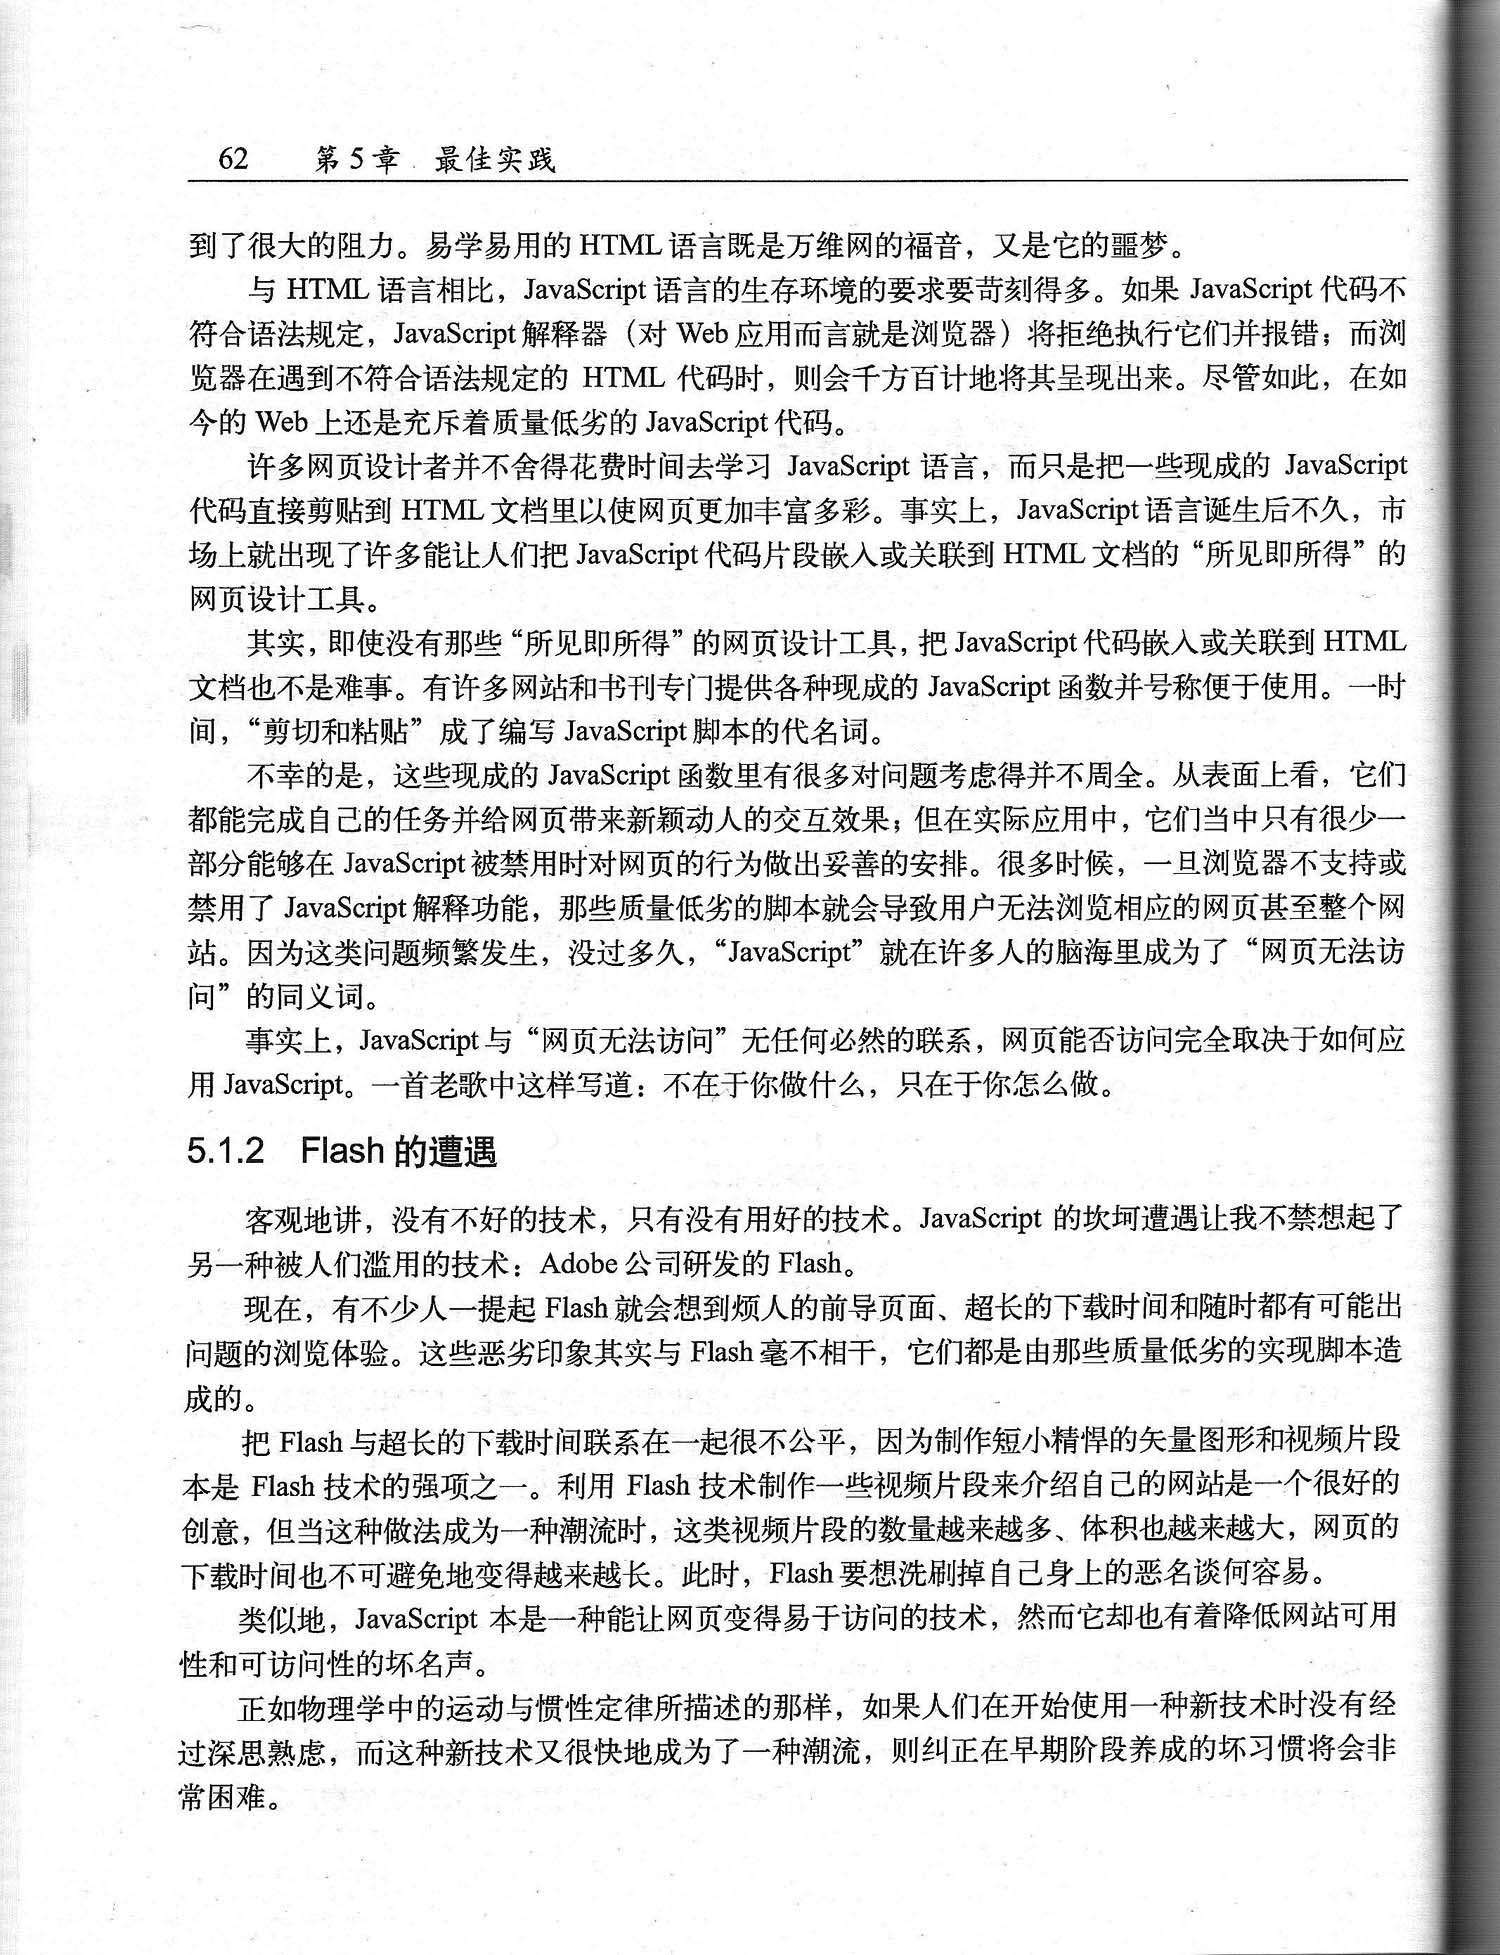 62 第5章 最佳实践
到了很大的阻力。易学易用的 HTML 语言既是万维网的福音，又是它的噩梦。
与 HTML 语言相比，JavaScript 语言的生存环境的要求要苛刻得多。如果 JavaScript 代码不
符合语法规定，JavaScript 解释器（对 Web 应用而言就是浏览器）将拒绝执行它们并报错；而浏
览器在遇到不符合语法规定的 HTML 代码时，则会千方百计地将其呈现出来。尽管如此，在如
今的 Web 上还是充斥着质量低劣的 JavaScript 代码。
许多网页设计者并不舍得花费时间去学习 JavaScript 语言，而只是把一些现成的 JavaScript
代码直接剪贴到 HTML 文档里以使网页更加丰富多彩。事实上，JavaScript 语言诞生后不久，市
场上就出现了许多能让人们把 JavaScript 代码片段嵌入或关联到 HTML 文档的“所见即所得”的
网页设计工具。
其实，即使没有那些“所见即所得”的网页设计工具，把 JavaScript 代码嵌入或关联到 HTML
文档也不是难事。有许多网站和书刊专门提供各种现成的 JavaScript 函数并号称便于使用。一时
间，“剪切和粘贴”成了编写 JavaScript 脚本的代名词。
不幸的是，这些现成的 JavaScript 函数里有很多对问题考虑得并不周全。从表面上看，它们
都能完成自己的任务并给网页带来新颖动人的交互效果；但在实际应用中，它们当中只有很少一
部分能够在 JavaScript 被禁用时对网页的行为做出妥善的安排。很多时候，一旦浏览器不支持或
禁用了 JavaScript 解释功能，那些质量低劣的脚本就会导致用户无法浏览相应的网页甚至整个网
站。因为这类问题频繁发生，没过多久，“JavaScript”就在许多人的脑海里成为了“网页无法访
问”的同义词。
事实上，JavaScript 与“网页无法访问”无任何必然的联系，网页能否访问完全取决于如何应
用 JavaScript。一首老歌中这样写道：不在于你做什么，只在于你怎么做。
5.1.2 Flash 的遭遇
客观地讲，没有不好的技术，只有没有用好的技术。JavaScript 的坎坷遭遇让我不禁想起了
另一种被人们滥用的技术：Adobe 公司研发的 Flash。
现在，有不少人一提起 Flash 就会想到烦人的前导页面、超长的下载时间和随时都有可能出
问题的浏览体验。这些恶劣印象其实与 Flash 毫不相干，它们都是由那些质量低劣的实现脚本造
成的。
把 Flash 与超长的下载时间联系在一起很不公平，因为制作短小精悍的矢量图形和视频片段
本是 Flash 技术的强项之一。利用 Flash 技术制作一些视频片段来介绍自己的网站是一个很好的
创意，但当这种做法成为一种潮流时，这类视频片段的数量越来越多、体积也越来越大，网页的
下载时间也不可避免地变得越来越长。此时，Flash 要想洗刷掉自己身上的恶名谈何容易。
类似地，JavaScript 本是一种能让网页变得易于访问的技术，然而它却也有着降低网站可用
性和可访问性的坏名声。
正如物理学中的运动与惯性定律所描述的那样，如果人们在开始使用一种新技术时没有经
过深思熟虑，而这种新技术又很快地成为了一种潮流，则纠正在早期阶段养成的坏习惯将会非
常困难。